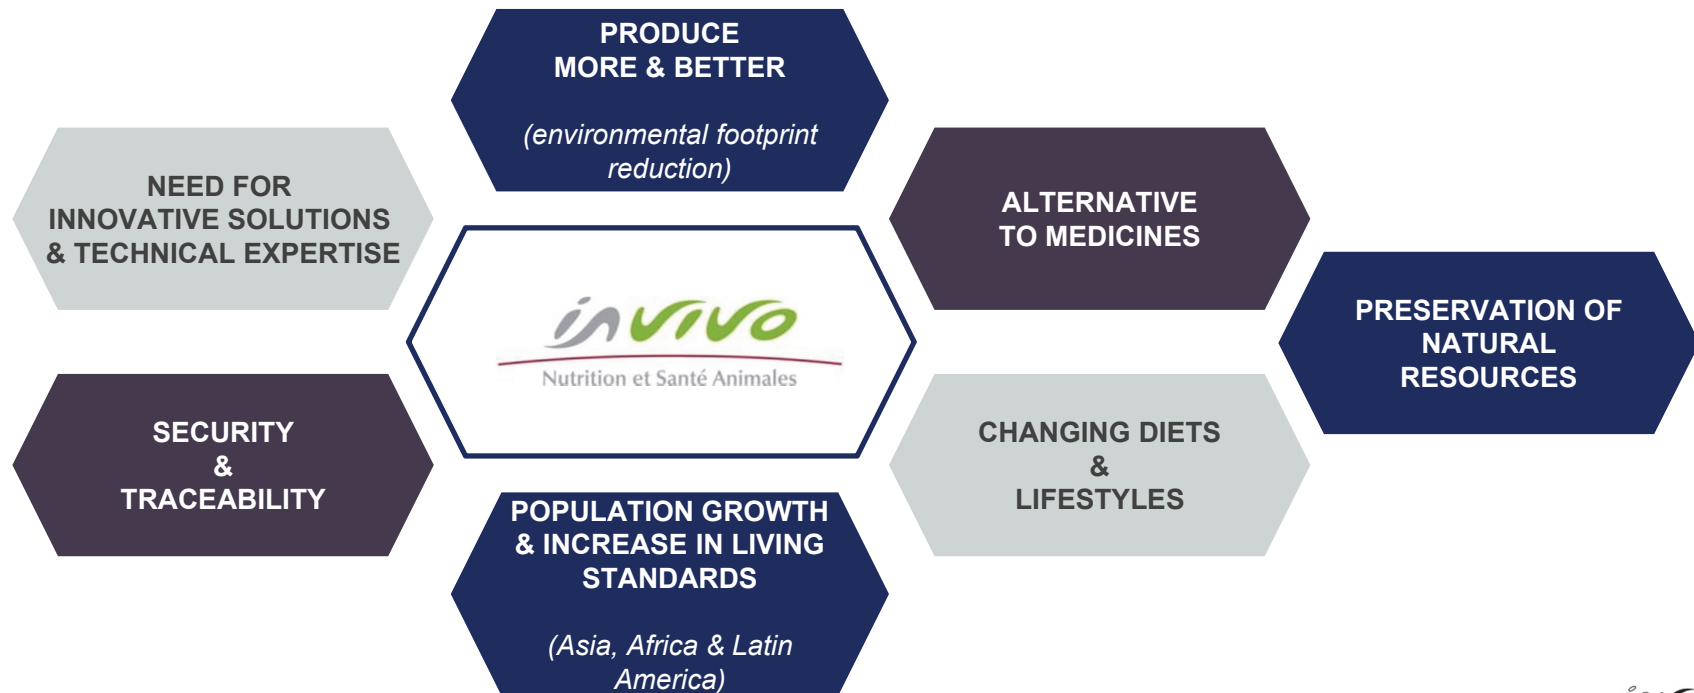 PRODUCE
MORE & BETTER
(environmental footprint
reduction)
NEED FOR
INNOVATIVE SOLUTIONS
& TECHNICAL EXPERTISE
ALTERNATIVE
TO MEDICINES
invivo
Nutrition et Santé Animales
PRESERVATION OF
NATURAL
RESOURCES
SECURITY
&
TRACEABILITY
CHANGING DIETS
&
LIFESTYLES
POPULATION GROWTH
& INCREASE IN LIVING
STANDARDS
(Asia, Africa & Latin
America)